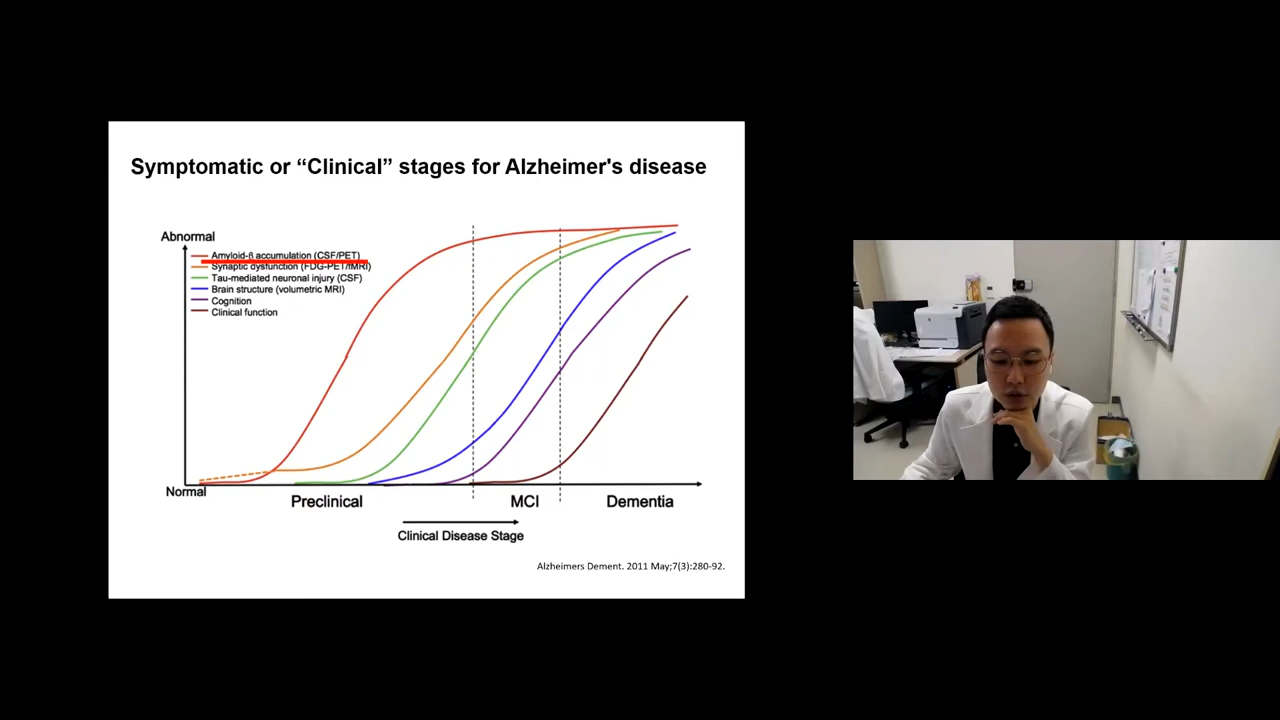 Symptomatic or “Clinical” stages for Alzheimer's disease
Abnormal
Amyloid-β accumulation (CSF/PET)
Synaptic dysfunction (FDG-PET/fMRI)
Tau-mediated neuronal injury (CSF)
Brain structure (volumetric MRI)
Cognition
Clinical function
Normal
Preclinical
MCI
Dementia
Clinical Disease Stage
Alzheimers Dement. 2011 May;7(3):280-92.